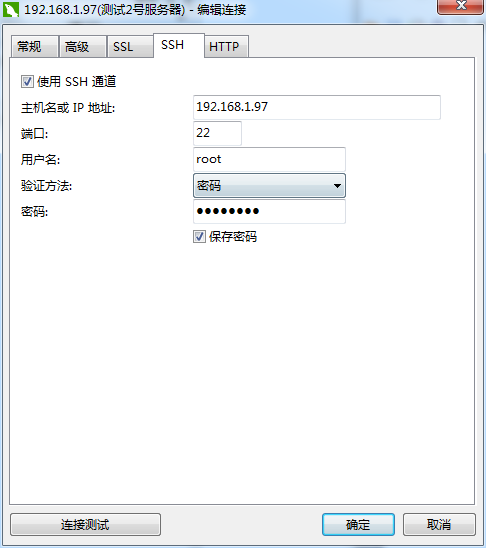 192.168.1.97(测试2号服务器) - 编辑连接
常规 高级 SSL SSH HTTP
使用 SSH 通道
主机名或 IP 地址: 192.168.1.97
端口: 22
用户名: root
验证方法: 密码
密码: ●●●●●●●●
保存密码
连接测试 确定 取消